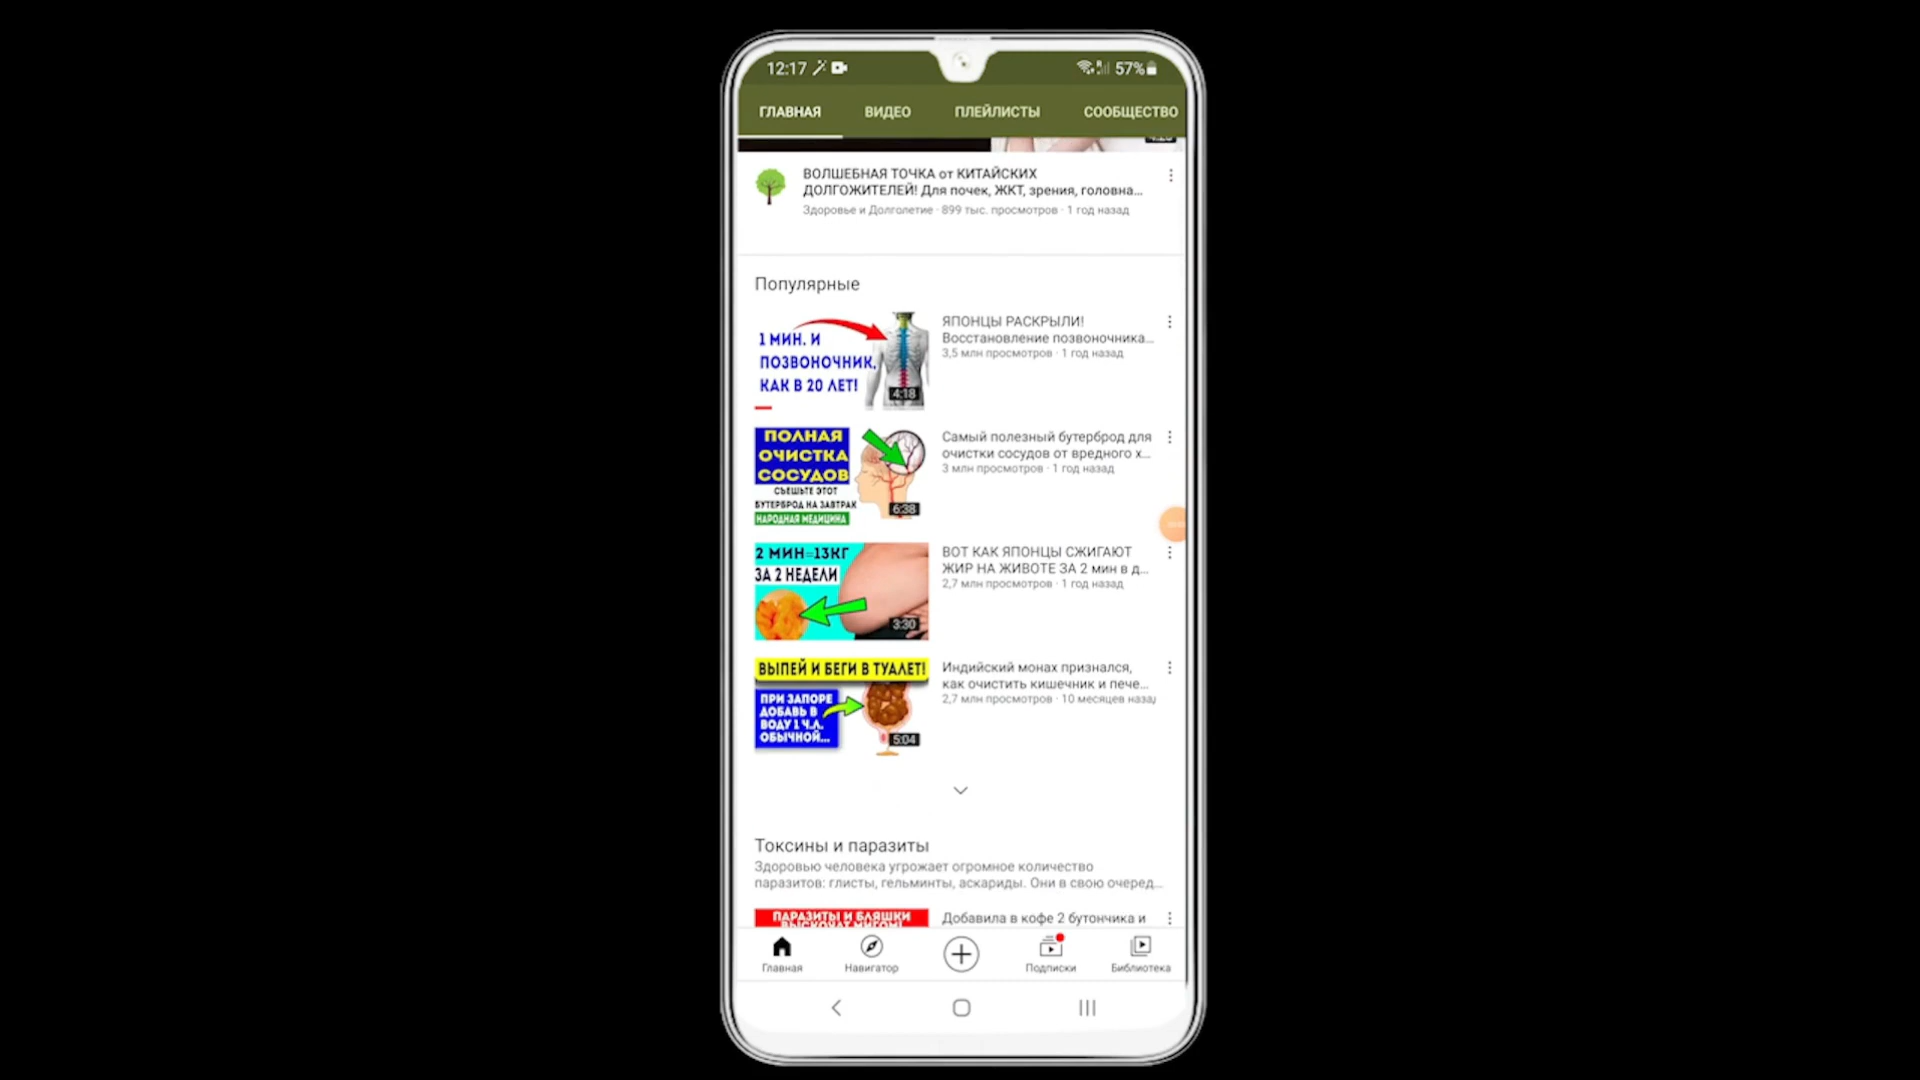 12:17
57%
ГЛАВНАЯ
ВИДЕО
ПЛЕЙЛИСТЫ
СООБЩЕСТВО
ВОЛШЕБНАЯ ТОЧКА от КИТАЙСКИХ
ДОЛГОЖИТЕЛЕЙ! Для почек, ЖКТ, зрения, головна...
Здоровье и Долголетие · 899 тыс. просмотров · 1 год назад
Популярные
1 МИН. И
ПОЗВОНОЧНИК,
КАК В 20 ЛЕТ!
4:18
ЯПОНЦЫ РАСКРЫЛИ!
Восстановление позвоночника...
3,5 млн просмотров · 1 год назад
ПОЛНАЯ
ОЧИСТКА
СОСУДОВ
СЪЕШЬТЕ ЭТОТ
БУТЕРБРОД НА ЗАВТРАК
НАРОДНАЯ МЕДИЦИНА
6:38
Самый полезный бутерброд для
очистки сосудов от вредного х...
3 млн просмотров · 1 год назад
2 МИН=13КГ
ЗА 2 НЕДЕЛИ
3:30
ВОТ КАК ЯПОНЦЫ СЖИГАЮТ
ЖИР НА ЖИВОТЕ ЗА 2 мин в д...
2,7 млн просмотров · 1 год назад
ВЫПЕЙ И БЕГИ В ТУАЛЕТ!
ПРИ ЗАПОРЕ
ДОБАВЬ В
ВОДУ 1 Ч.Л.
ОБЫЧНОЙ...
5:04
Индийский монах признался,
как очистить кишечник и пече...
2,7 млн просмотров · 10 месяцев назад
Токсины и паразиты
Здоровью человека угрожает огромное количество
паразитов: глисты, гельминты, аскариды. Они в свою очеред...
ПАРАЗИТЫ И БЛЯШКИ
ВЫСКОЧАТ МИГОМ!
Добавила в кофе 2 бутончика и
Главная
Навигатор
Подписки
Библиотека